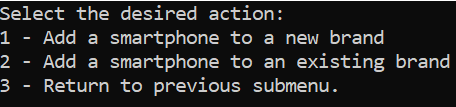 Select the desired action:
1 - Add a smartphone to a new brand
2 - Add a smartphone to an existing brand
3 - Return to previous submenu.